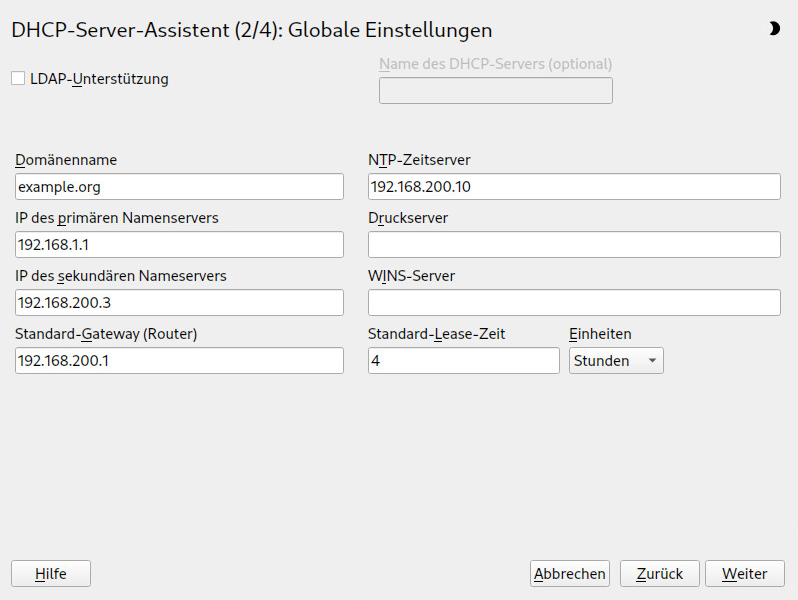 DHCP-Server-Assistent (2/4): Globale Einstellungen
Name des DHCP-Servers (optional)
LDAP-Unterstützung
Domänenname
NTP-Zeitserver
example.org
192.168.200.10
IP des primären Namenservers
Druckserver
192.168.1.1
IP des sekundären Nameservers
WINS-Server
192.168.200.3
Standard-Gateway (Router)
Standard-Lease-Zeit
Einheiten
192.168.200.1
4
Stunden
Hilfe
Abbrechen
Zurück
Weiter